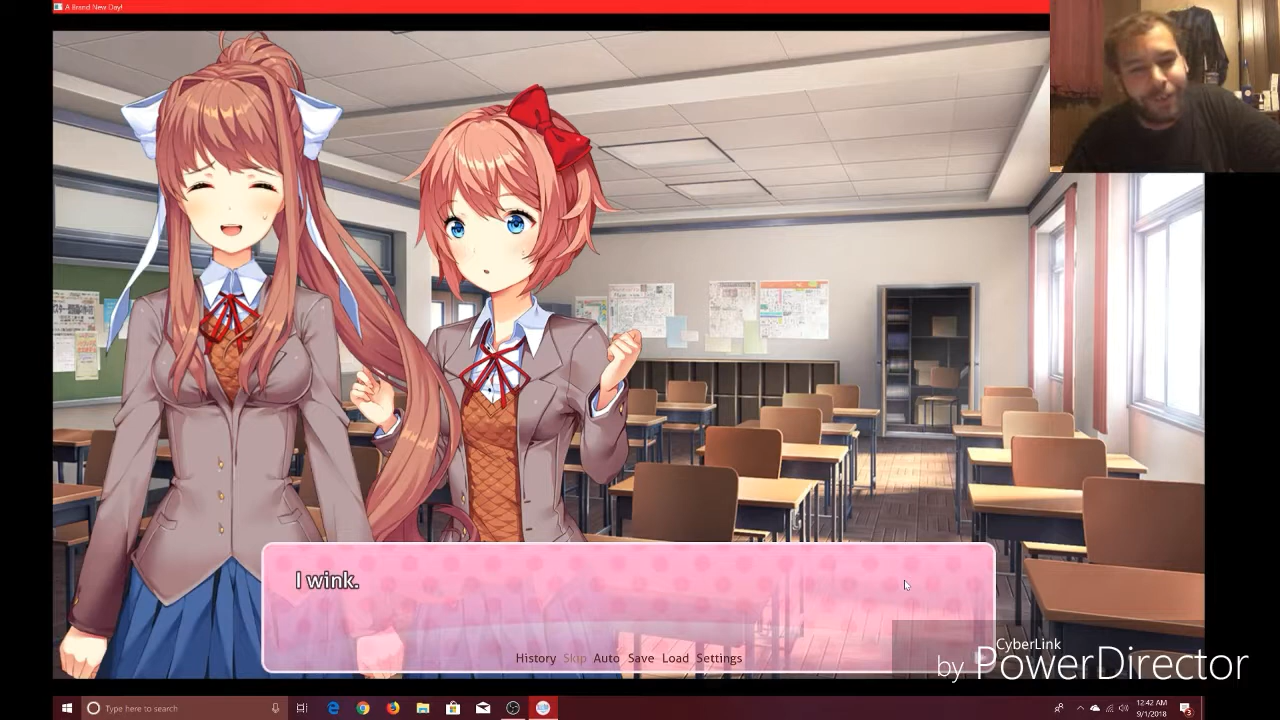 A Brand New Day!
I wink.
History Skip Auto Save Load Settings
CyberLink
by PowerDirector
Type here to search
12:42 AM
9/1/2018
3